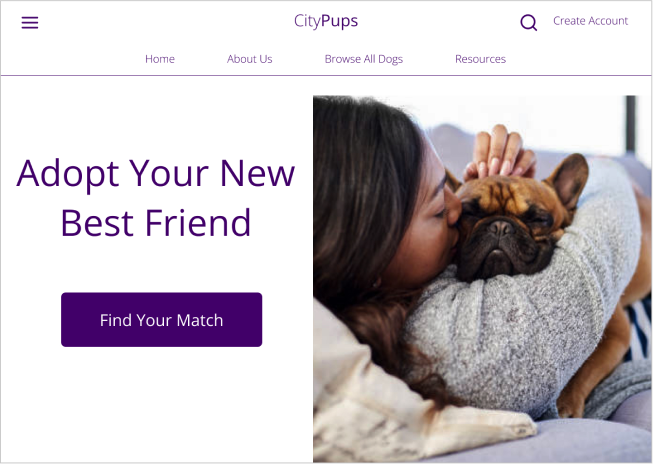 CityPups
Create Account
Home
About Us
Browse All Dogs
Resources
Adopt Your New
Best Friend
Find Your Match